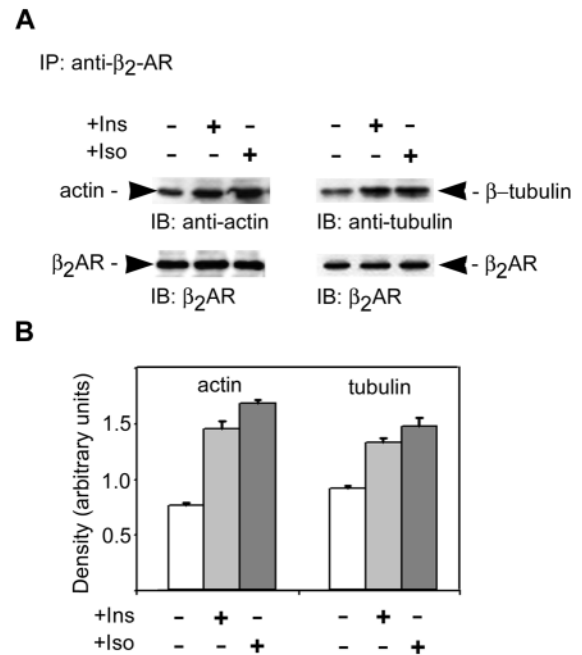 A
IP: anti-β2-AR
+Ins - + - - + -
+Iso - - + - - +
actin - - β-tubulin
IB: anti-actin IB: anti-tubulin
β2AR - - β2AR
IB: β2AR IB: β2AR
B
Density (arbitrary units)
actin tubulin
1.5
1.0
0.5
+Ins - + - - + -
+Iso - - + - - +